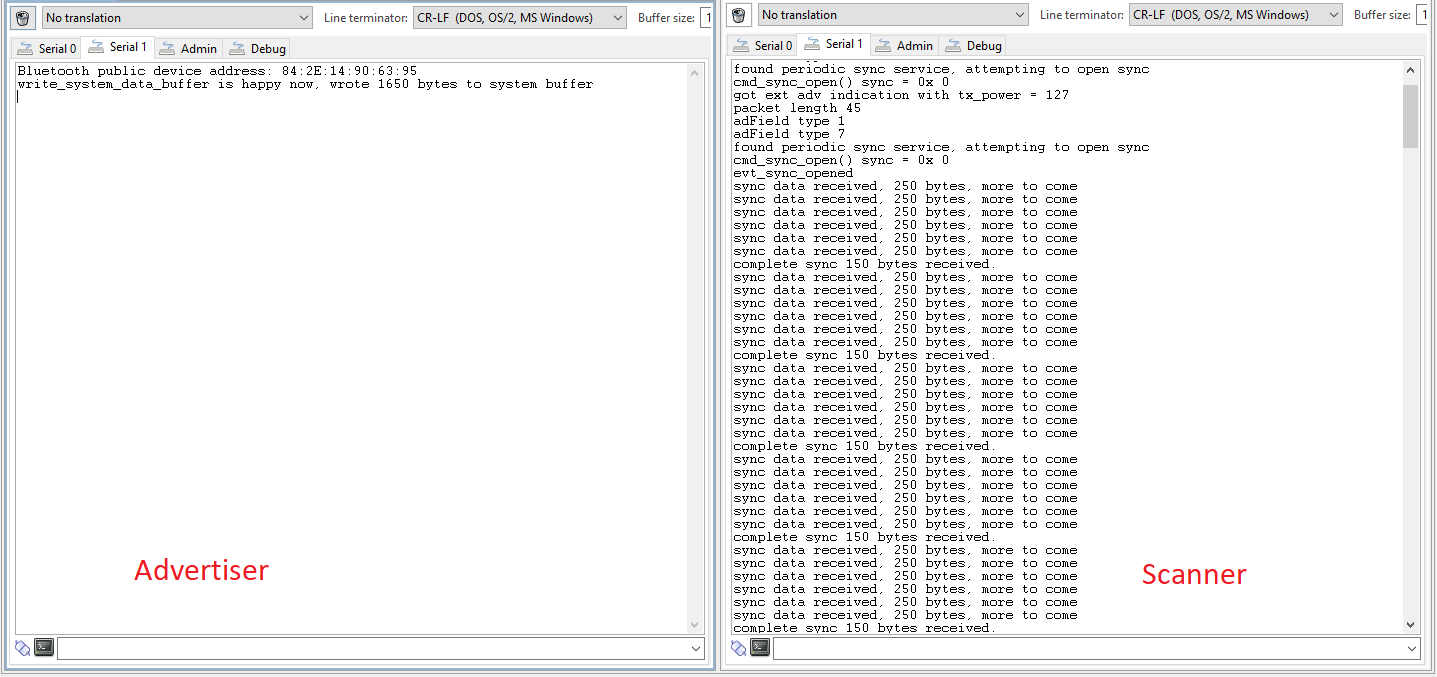 No translation Line terminator: CR-LF (DOS, OS/2, MS Windows) Buffer size: 1
Serial 0 Serial 1 Admin Debug
Bluetooth public device address: 84:2E:14:90:63:95
write_system_data_buffer is happy now, wrote 1650 bytes to system buffer
Advertiser
No translation Line terminator: CR-LF (DOS, OS/2, MS Windows) Buffer size: 1
Serial 0 Serial 1 Admin Debug
found periodic sync service, attempting to open sync
cmd_sync_open() sync = 0x 0
got ext adv indication with tx_power = 127
packet length 45
adField type 1
adField type 7
found periodic sync service, attempting to open sync
cmd_sync_open() sync = 0x 0
evt_sync_opened
sync data received, 250 bytes, more to come
sync data received, 250 bytes, more to come
sync data received, 250 bytes, more to come
sync data received, 250 bytes, more to come
sync data received, 250 bytes, more to come
sync data received, 250 bytes, more to come
complete sync 150 bytes received.
sync data received, 250 bytes, more to come
sync data received, 250 bytes, more to come
sync data received, 250 bytes, more to come
sync data received, 250 bytes, more to come
sync data received, 250 bytes, more to come
sync data received, 250 bytes, more to come
complete sync 150 bytes received.
sync data received, 250 bytes, more to come
sync data received, 250 bytes, more to come
sync data received, 250 bytes, more to come
sync data received, 250 bytes, more to come
sync data received, 250 bytes, more to come
sync data received, 250 bytes, more to come
complete sync 150 bytes received.
sync data received, 250 bytes, more to come
sync data received, 250 bytes, more to come
sync data received, 250 bytes, more to come
sync data received, 250 bytes, more to come
sync data received, 250 bytes, more to come
sync data received, 250 bytes, more to come
complete sync 150 bytes received.
sync data received, 250 bytes, more to come
sync data received, 250 bytes, more to come
sync data received, 250 bytes, more to come
sync data received, 250 bytes, more to come
sync data received, 250 bytes, more to come
sync data received, 250 bytes, more to come
complete sync 150 bytes received.
Scanner